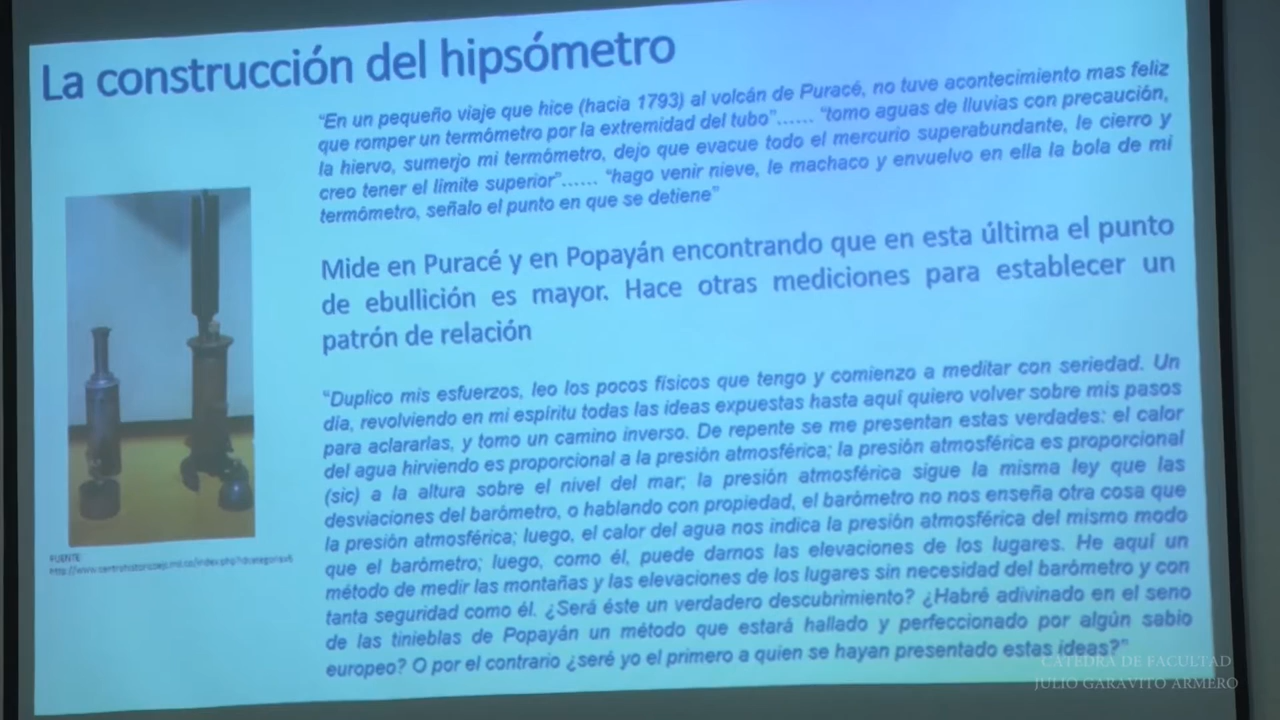 La construcción del hipsómetro
“En un pequeño viaje que hice (hacia 1793) al volcán de Puracé, no tuve acontecimiento mas feliz
que romper un termómetro por la extremidad del tubo”...... “tomo aguas de lluvias con precaución,
la hiervo, sumerjo mi termómetro, dejo que evacue todo el mercurio superabundante, le cierro y
creo tener el límite superior”...... “hago venir nieve, le machaco y envuelvo en ella la bola de mi
termómetro, señalo el punto en que se detiene”
Mide en Puracé y en Popayán encontrando que en esta última el punto
de ebullición es mayor. Hace otras mediciones para establecer un
patrón de relación
“Duplico mis esfuerzos, leo los pocos físicos que tengo y comienzo a meditar con seriedad. Un
día, revolviendo en mi espíritu todas las ideas expuestas hasta aquí quiero volver sobre mis pasos
para aclararlas, y tomo un camino inverso. De repente se me presentan estas verdades: el calor
del agua hirviendo es proporcional a la presión atmosférica; la presión atmosférica es proporcional
(sic) a la altura sobre el nivel del mar; la presión atmosférica sigue la misma ley que las
desviaciones del barómetro, o hablando con propiedad, el barómetro no nos enseña otra cosa que
la presión atmosférica; luego, el calor del agua nos indica la presión atmosférica del mismo modo
que el barómetro; luego, como él, puede darnos las elevaciones de los lugares. He aquí un
método de medir las montañas y las elevaciones de los lugares sin necesidad del barómetro y con
tanta seguridad como él. ¿Será éste un verdadero descubrimiento? ¿Habré adivinado en el seno
de las tinieblas de Popayán un método que estará hallado y perfeccionado por algún sabio
europeo? O por el contrario ¿seré yo el primero a quien se hayan presentado estas ideas?”
FUENTE:
CÁTEDRA DE FACULTAD
JULIO GARAVITO ARMERO